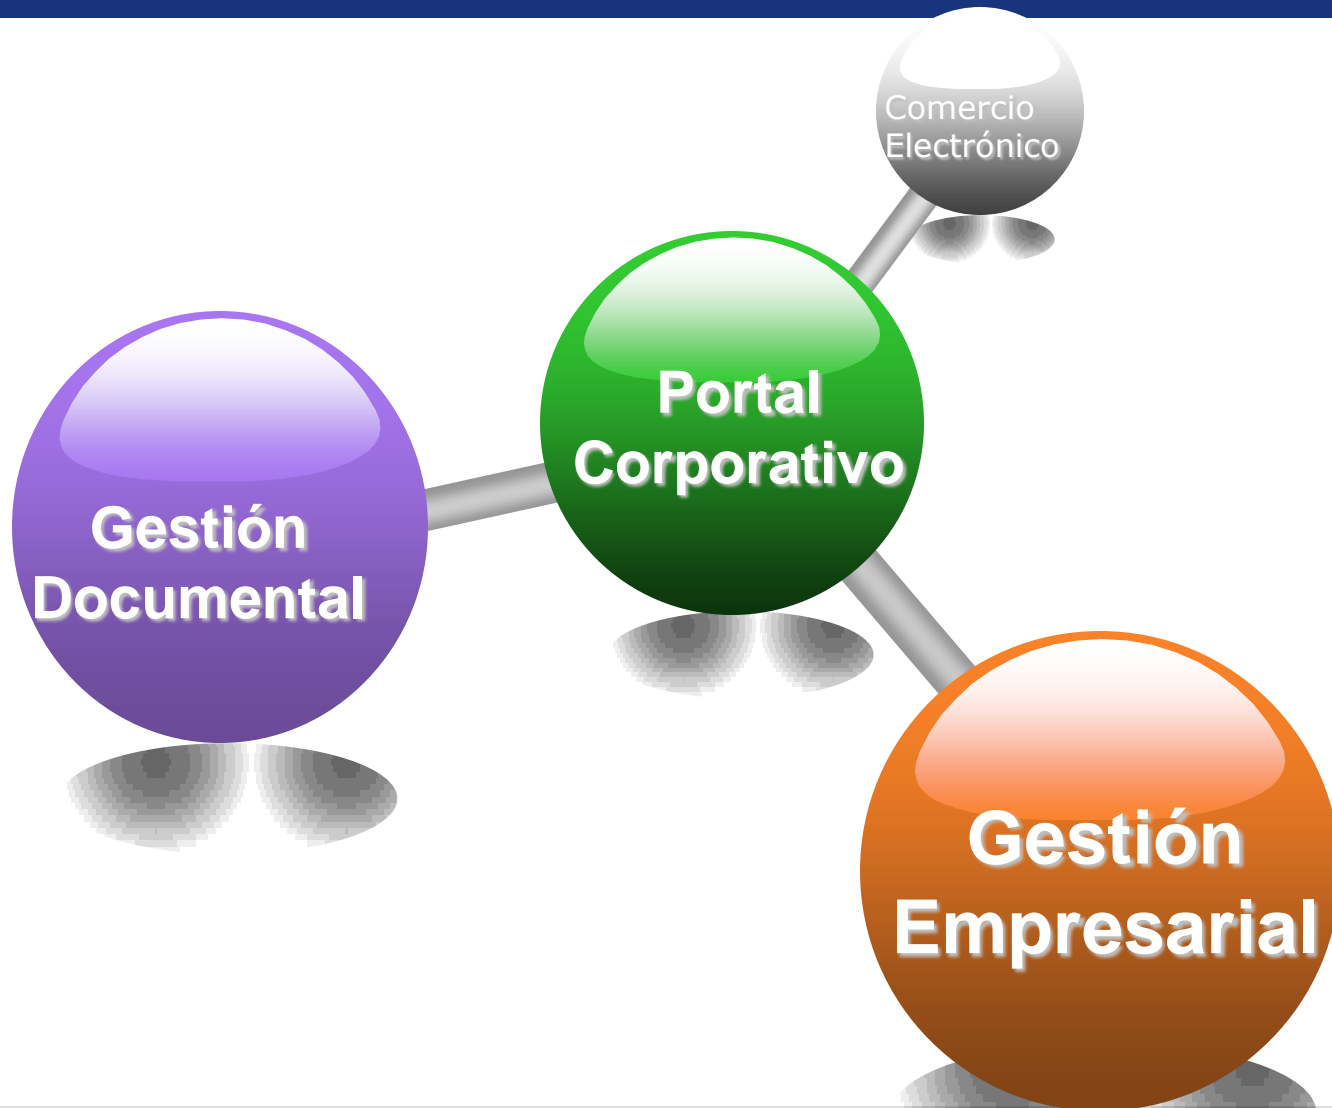 Comercio
Electrónico
Portal
Corporativo
Gestión
Documental
Gestión
Empresarial